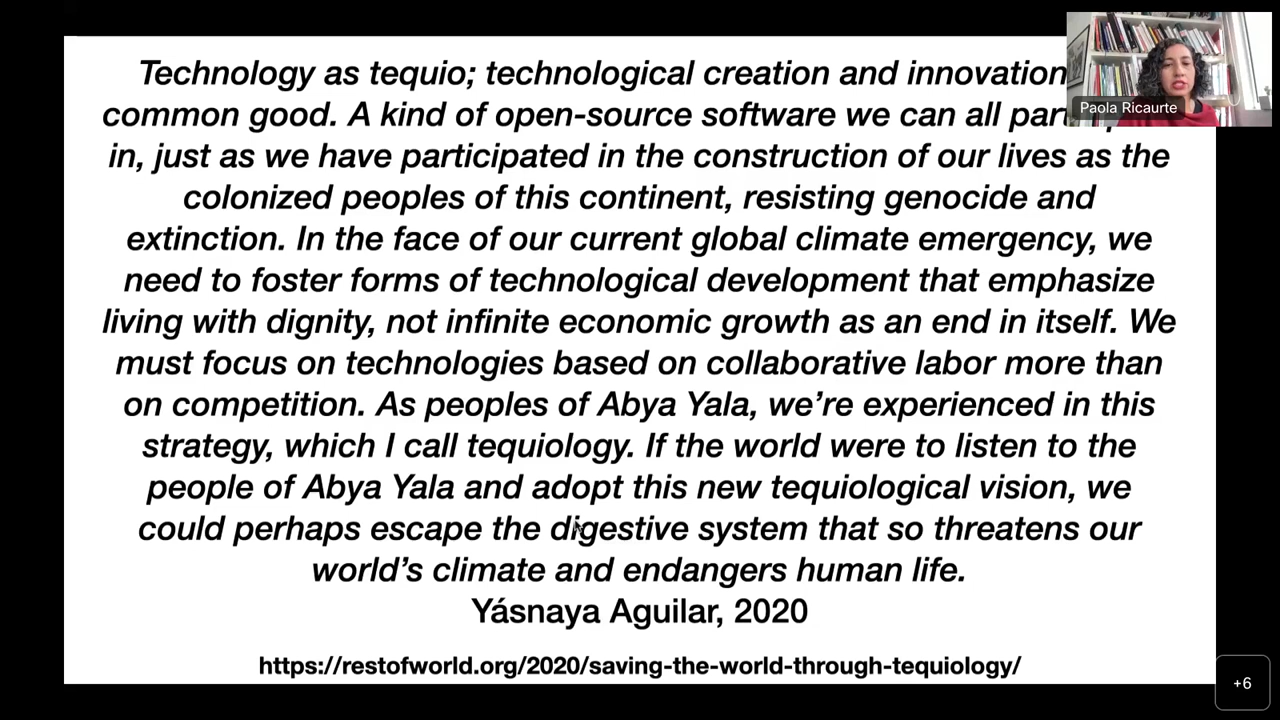 Technology as tequio; technological creation and innovation
common good. A kind of open-source software we can all
in, just as we have participated in the construction of our lives as the
colonized peoples of this continent, resisting genocide and
extinction. In the face of our current global climate emergency, we
need to foster forms of technological development that emphasize
living with dignity, not infinite economic growth as an end in itself. We
must focus on technologies based on collaborative labor more than
on competition. As peoples of Abya Yala, we’re experienced in this
strategy, which I call tequiology. If the world were to listen to the
people of Abya Yala and adopt this new tequiological vision, we
could perhaps escape the digestive system that so threatens our
world’s climate and endangers human life.
Yásnaya Aguilar, 2020
https://restofworld.org/2020/saving-the-world-through-tequiology/
Paola Ricaurte
+6